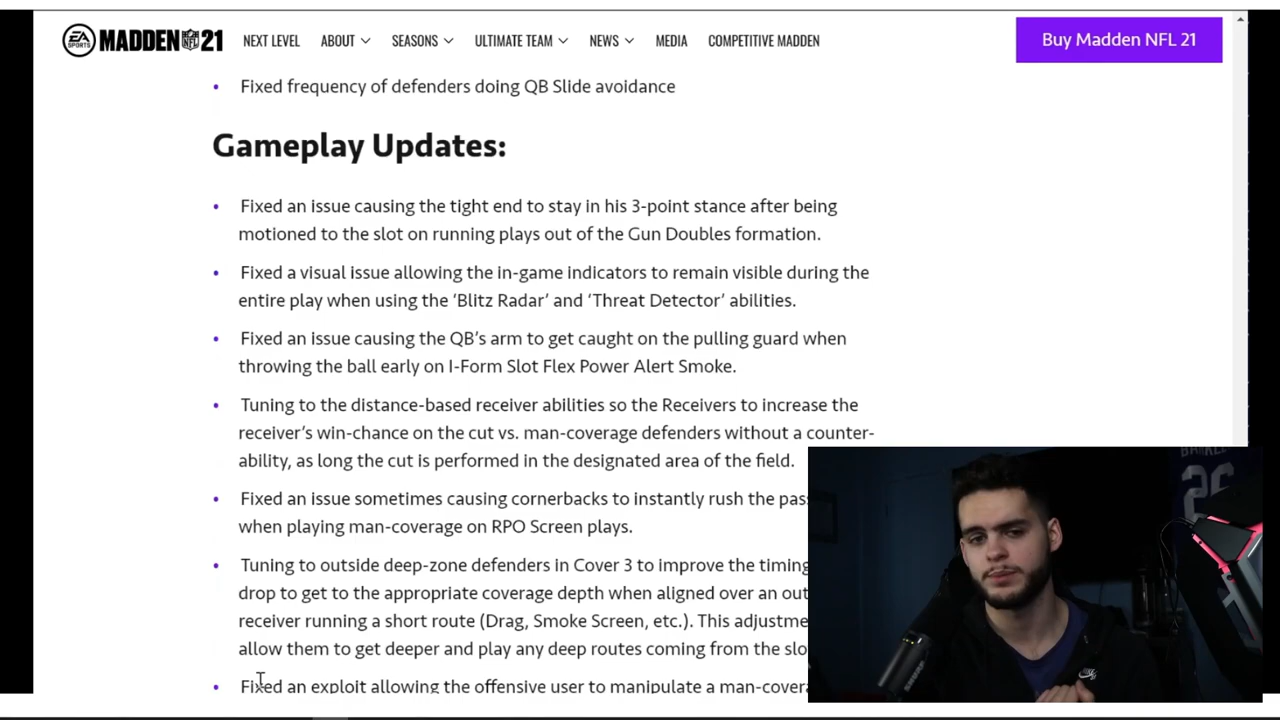 EA SPORTS MADDEN NFL 21 NEXT LEVEL ABOUT SEASONS ULTIMATE TEAM NEWS MEDIA COMPETITIVE MADDEN Buy Madden NFL 21
• Fixed frequency of defenders doing QB Slide avoidance
Gameplay Updates:
• Fixed an issue causing the tight end to stay in his 3-point stance after being
motioned to the slot on running plays out of the Gun Doubles formation.
• Fixed a visual issue allowing the in-game indicators to remain visible during the
entire play when using the ‘Blitz Radar’ and ‘Threat Detector’ abilities.
• Fixed an issue causing the QB’s arm to get caught on the pulling guard when
throwing the ball early on I-Form Slot Flex Power Alert Smoke.
• Tuning to the distance-based receiver abilities so the Receivers to increase the
receiver’s win-chance on the cut vs. man-coverage defenders without a counter-
ability, as long the cut is performed in the designated area of the field.
• Fixed an issue sometimes causing cornerbacks to instantly rush the pas
when playing man-coverage on RPO Screen plays.
• Tuning to outside deep-zone defenders in Cover 3 to improve the timing
drop to get to the appropriate coverage depth when aligned over an out
receiver running a short route (Drag, Smoke Screen, etc.). This adjustme
allow them to get deeper and play any deep routes coming from the slo
• Fixed an exploit allowing the offensive user to manipulate a man-covera
26